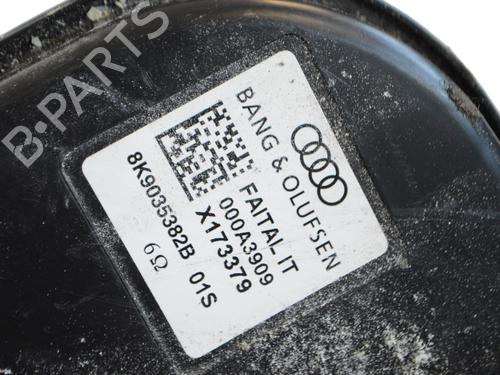 B-PARTS
BANG & OLUFSEN
FAITAL IT
000A3909
X173379
8K9035382B 01S
6Ω